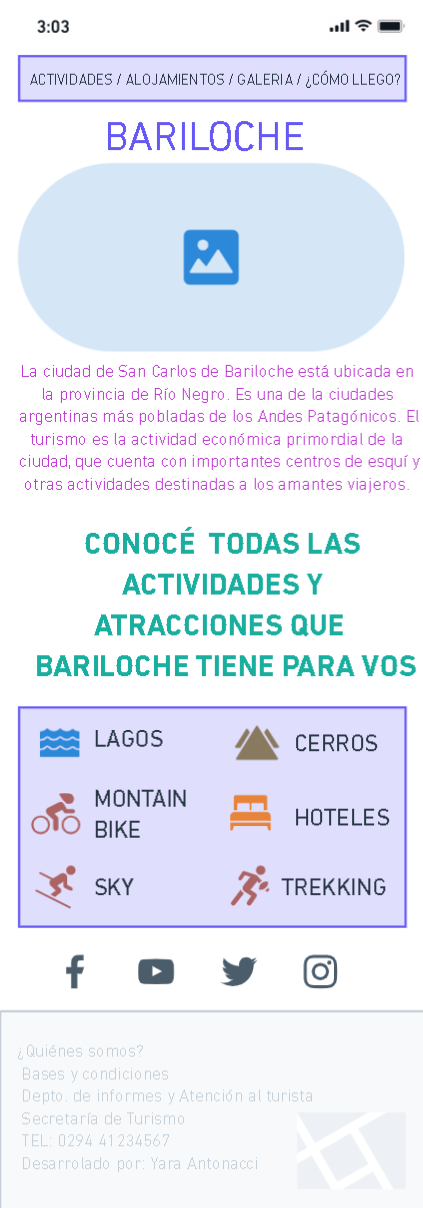 3:03
ACTIVIDADES / ALOJAMIENTOS / GALERIA / ¿CÓMO LLEGO?
BARILOCHE
La ciudad de San Carlos de Bariloche está ubicada en
la provincia de Río Negro. Es una de la ciudades
argentinas más pobladas de los Andes Patagónicos. El
turismo es la actividad económica primordial de la
ciudad, que cuenta con importantes centros de esquí y
otras actividades destinadas a los amantes viajeros.
CONOCÉ TODAS LAS
ACTIVIDADES Y
ATRACCIONES QUE
BARILOCHE TIENE PARA VOS
LAGOS
CERROS
MONTAIN
BIKE
HOTELES
SKY
TREKKING
¿Quiénes somos?
Bases y condiciones
Depto. de informes y Atención al turista
Secretaría de Turismo
TEL: 0294 41234567
Desarrolado por: Yara Antonacci